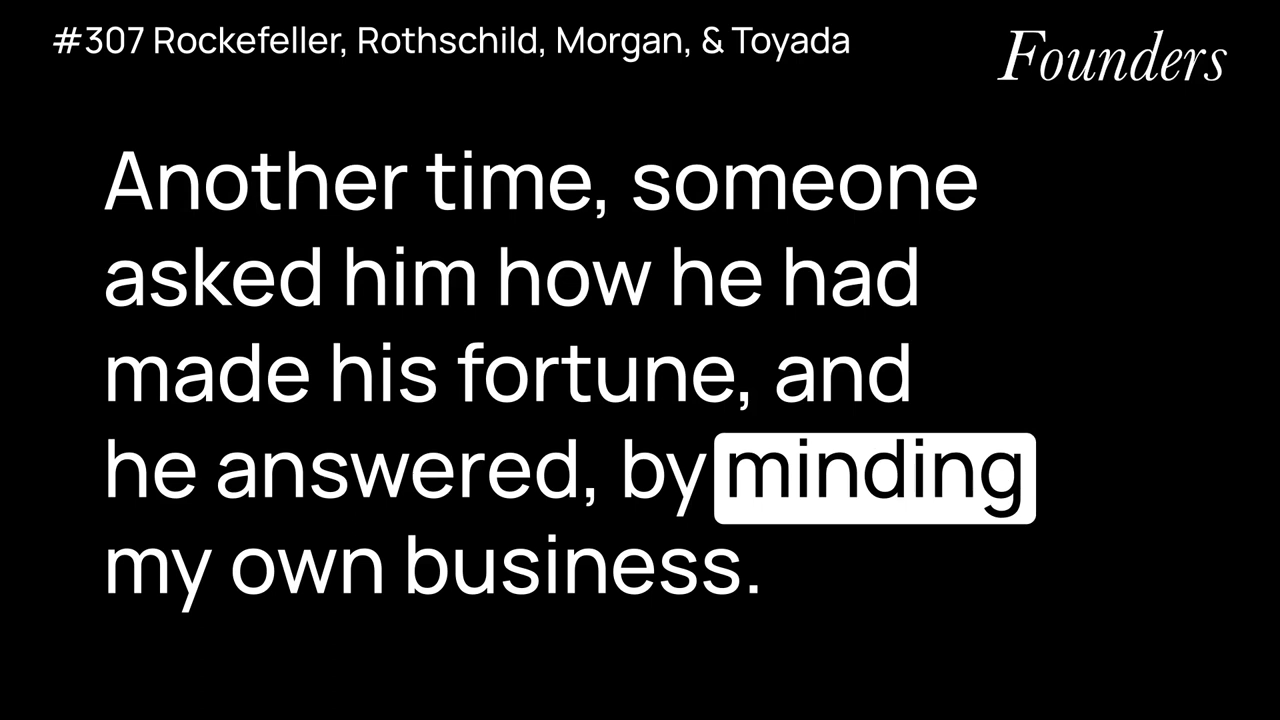 #307 Rockefeller, Rothschild, Morgan, & Toyada
Founders
Another time, someone
asked him how he had
made his fortune, and
he answered, by minding
my own business.